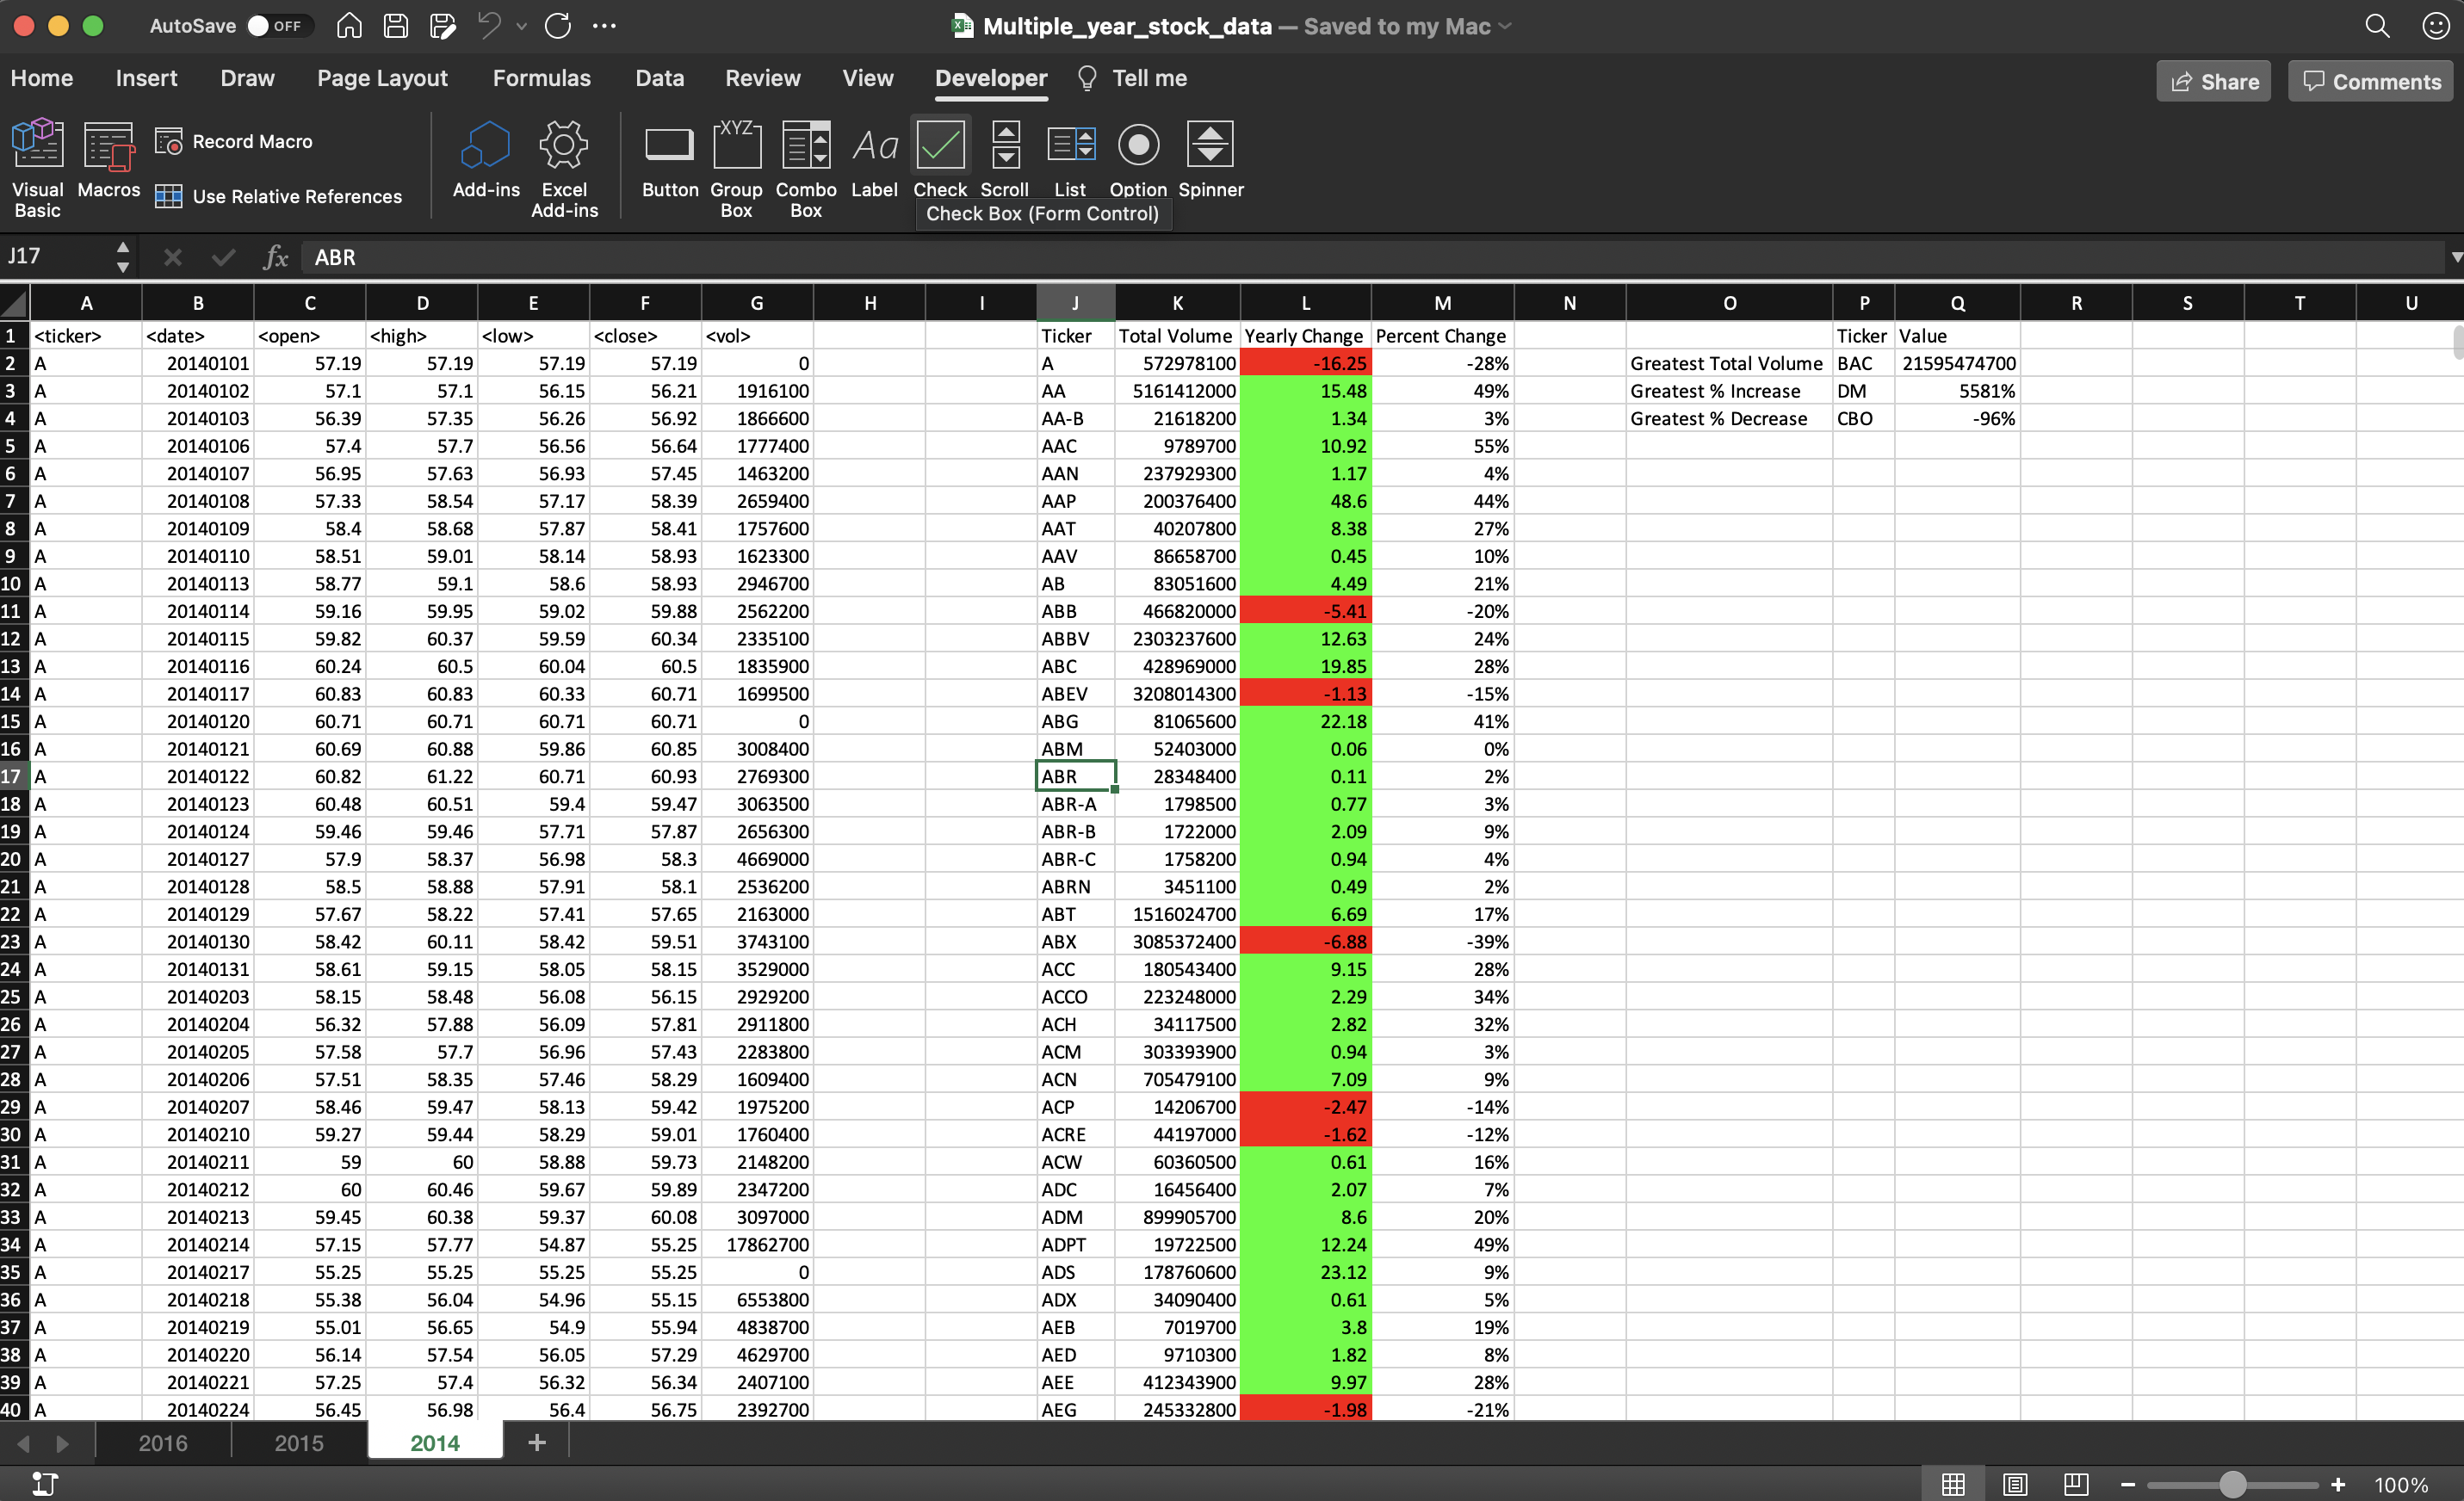 AutoSave OFF Multiple_year_stock_data — Saved to my Mac
Home Insert Draw Page Layout Formulas Data Review View Developer Tell me Share Comments
Visual Basic Macros Record Macro Use Relative References Add-ins Excel Add-ins Button Group Box Combo Box Label Check Scroll List Option Spinner
XYZ Aa
Check Box (Form Control)
J17 fx ABR
A B C D E F G H I J K L M N O P Q R S T U
1 <ticker> <date> <open> <high> <low> <close> <vol> Ticker Total Volume Yearly Change Percent Change Ticker Value
2 A 20140101 57.19 57.19 57.19 57.19 0 A 572978100 -16.25 -28% Greatest Total Volume BAC 21595474700
3 A 20140102 57.1 57.1 56.15 56.21 1916100 AA 5161412000 15.48 49% Greatest % Increase DM 5581%
4 A 20140103 56.39 57.35 56.26 56.92 1866600 AA-B 21618200 1.34 3% Greatest % Decrease CBO -96%
5 A 20140106 57.4 57.7 56.56 56.64 1777400 AAC 9789700 10.92 55%
6 A 20140107 56.95 57.63 56.93 57.45 1463200 AAN 237929300 1.17 4%
7 A 20140108 57.33 58.54 57.17 58.39 2659400 AAP 200376400 48.6 44%
8 A 20140109 58.4 58.68 57.87 58.41 1757600 AAT 40207800 8.38 27%
9 A 20140110 58.51 59.01 58.14 58.93 1623300 AAV 86658700 0.45 10%
10 A 20140113 58.77 59.1 58.6 58.93 2946700 AB 83051600 4.49 21%
11 A 20140114 59.16 59.95 59.02 59.88 2562200 ABB 466820000 -5.41 -20%
12 A 20140115 59.82 60.37 59.59 60.34 2335100 ABBV 2303237600 12.63 24%
13 A 20140116 60.24 60.5 60.04 60.5 1835900 ABC 428969000 19.85 28%
14 A 20140117 60.83 60.83 60.33 60.71 1699500 ABEV 3208014300 -1.13 -15%
15 A 20140120 60.71 60.71 60.71 60.71 0 ABG 81065600 22.18 41%
16 A 20140121 60.69 60.88 59.86 60.85 3008400 ABM 52403000 0.06 0%
17 A 20140122 60.82 61.22 60.71 60.93 2769300 ABR 28348400 0.11 2%
18 A 20140123 60.48 60.51 59.4 59.47 3063500 ABR-A 1798500 0.77 3%
19 A 20140124 59.46 59.46 57.71 57.87 2656300 ABR-B 1722000 2.09 9%
20 A 20140127 57.9 58.37 56.98 58.3 4669000 ABR-C 1758200 0.94 4%
21 A 20140128 58.5 58.88 57.91 58.1 2536200 ABRN 3451100 0.49 2%
22 A 20140129 57.67 58.22 57.41 57.65 2163000 ABT 1516024700 6.69 17%
23 A 20140130 58.42 60.11 58.42 59.51 3743100 ABX 3085372400 -6.88 -39%
24 A 20140131 58.61 59.15 58.05 58.15 3529000 ACC 180543400 9.15 28%
25 A 20140203 58.15 58.48 56.08 56.15 2929200 ACCO 223248000 2.29 34%
26 A 20140204 56.32 57.88 56.09 57.81 2911800 ACH 34117500 2.82 32%
27 A 20140205 57.58 57.7 56.96 57.43 2283800 ACM 303393900 0.94 3%
28 A 20140206 57.51 58.35 57.46 58.29 1609400 ACN 705479100 7.09 9%
29 A 20140207 58.46 59.47 58.13 59.42 1975200 ACP 14206700 -2.47 -14%
30 A 20140210 59.27 59.44 58.29 59.01 1760400 ACRE 44197000 -1.62 -12%
31 A 20140211 59 60 58.88 59.73 2148200 ACW 60360500 0.61 16%
32 A 20140212 60 60.46 59.67 59.89 2347200 ADC 16456400 2.07 7%
33 A 20140213 59.45 60.38 59.37 60.08 3097000 ADM 899905700 8.6 20%
34 A 20140214 57.15 57.77 54.87 55.25 17862700 ADPT 19722500 12.24 49%
35 A 20140217 55.25 55.25 55.25 55.25 0 ADS 178760600 23.12 9%
36 A 20140218 55.38 56.04 54.96 55.15 6553800 ADX 34090400 0.61 5%
37 A 20140219 55.01 56.65 54.9 55.94 4838700 AEB 7019700 3.8 19%
38 A 20140220 56.14 57.54 56.05 57.29 4629700 AED 9710300 1.82 8%
39 A 20140221 57.25 57.4 56.32 56.34 2407100 AEE 412343900 9.97 28%
40 A 20140224 56.45 56.98 56.4 56.75 2392700 AEG 245332800 -1.98 -21%
2016 2015 2014 +
100%